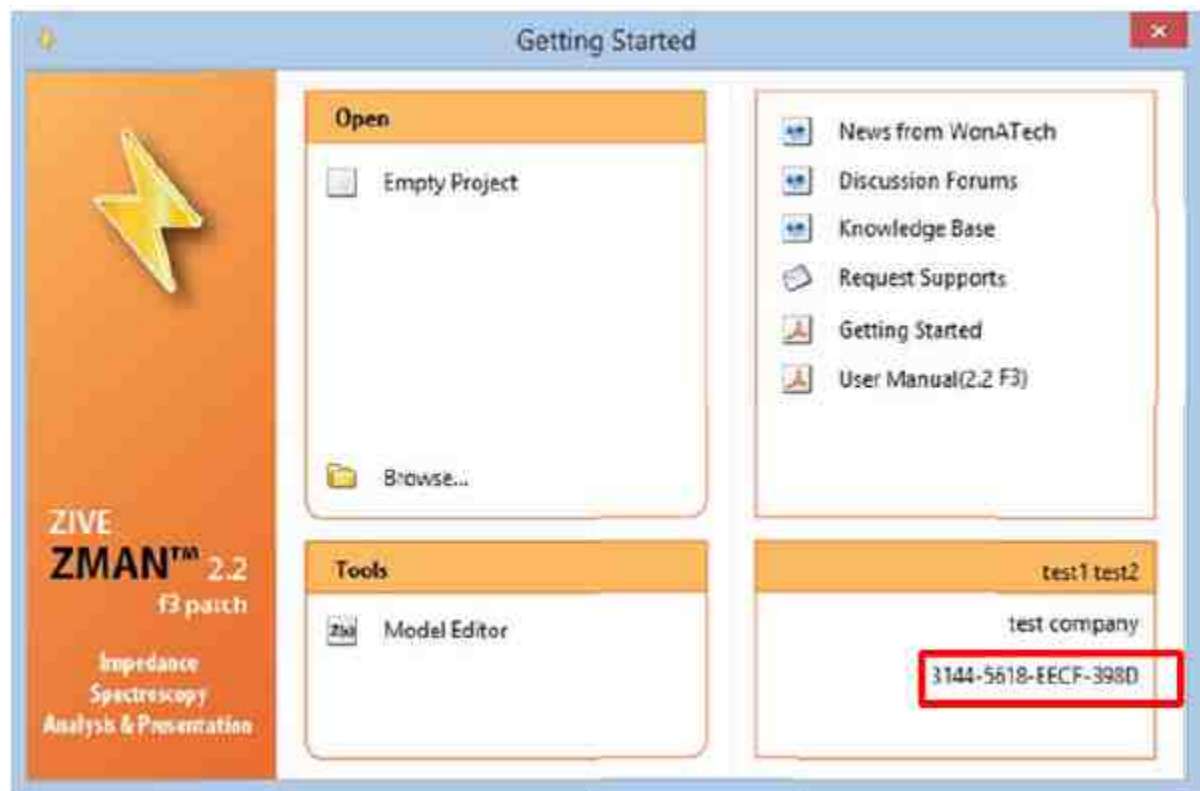 Getting Started
Open
Empty Project
Browse...
News from WonATech
Discussion Forums
Knowledge Base
Request Supports
Getting Started
User Manual(2.2 F3)
ZIVE
ZMAN™ 2.2
f3 patch
Impedance
Spectroscopy
Analysis & Presentation
Tools
Model Editor
test1 test2
test company
3144-5618-EECF-398D